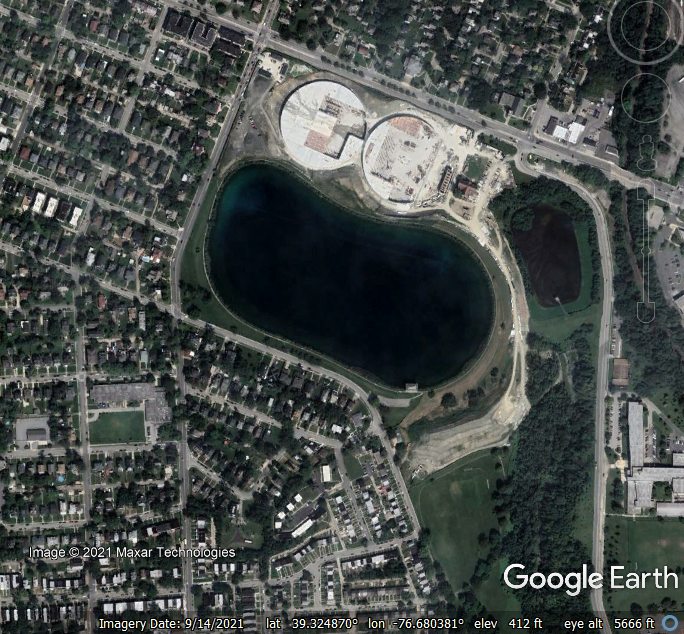 Image © 2021 Maxar Technologies
Google Earth
Imagery Date: 9/14/2021 lat 39.324870° lon -76.680381° elev 412 ft eye alt 5666 ft